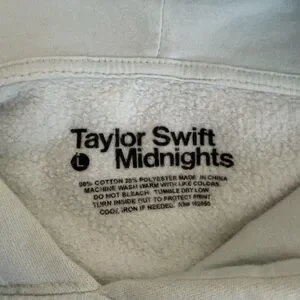 Taylor Swift
L Midnights
COTTON 20% POLYESTER MADE IN CHINA
MACHINE WASH WARM WITH LIKE COLORS
DO NOT BLEACH. TUMBLE DRY LOW
TURN INSIDE OUT TO PROTECT PRINT
COOL IRON IF NEEDED.